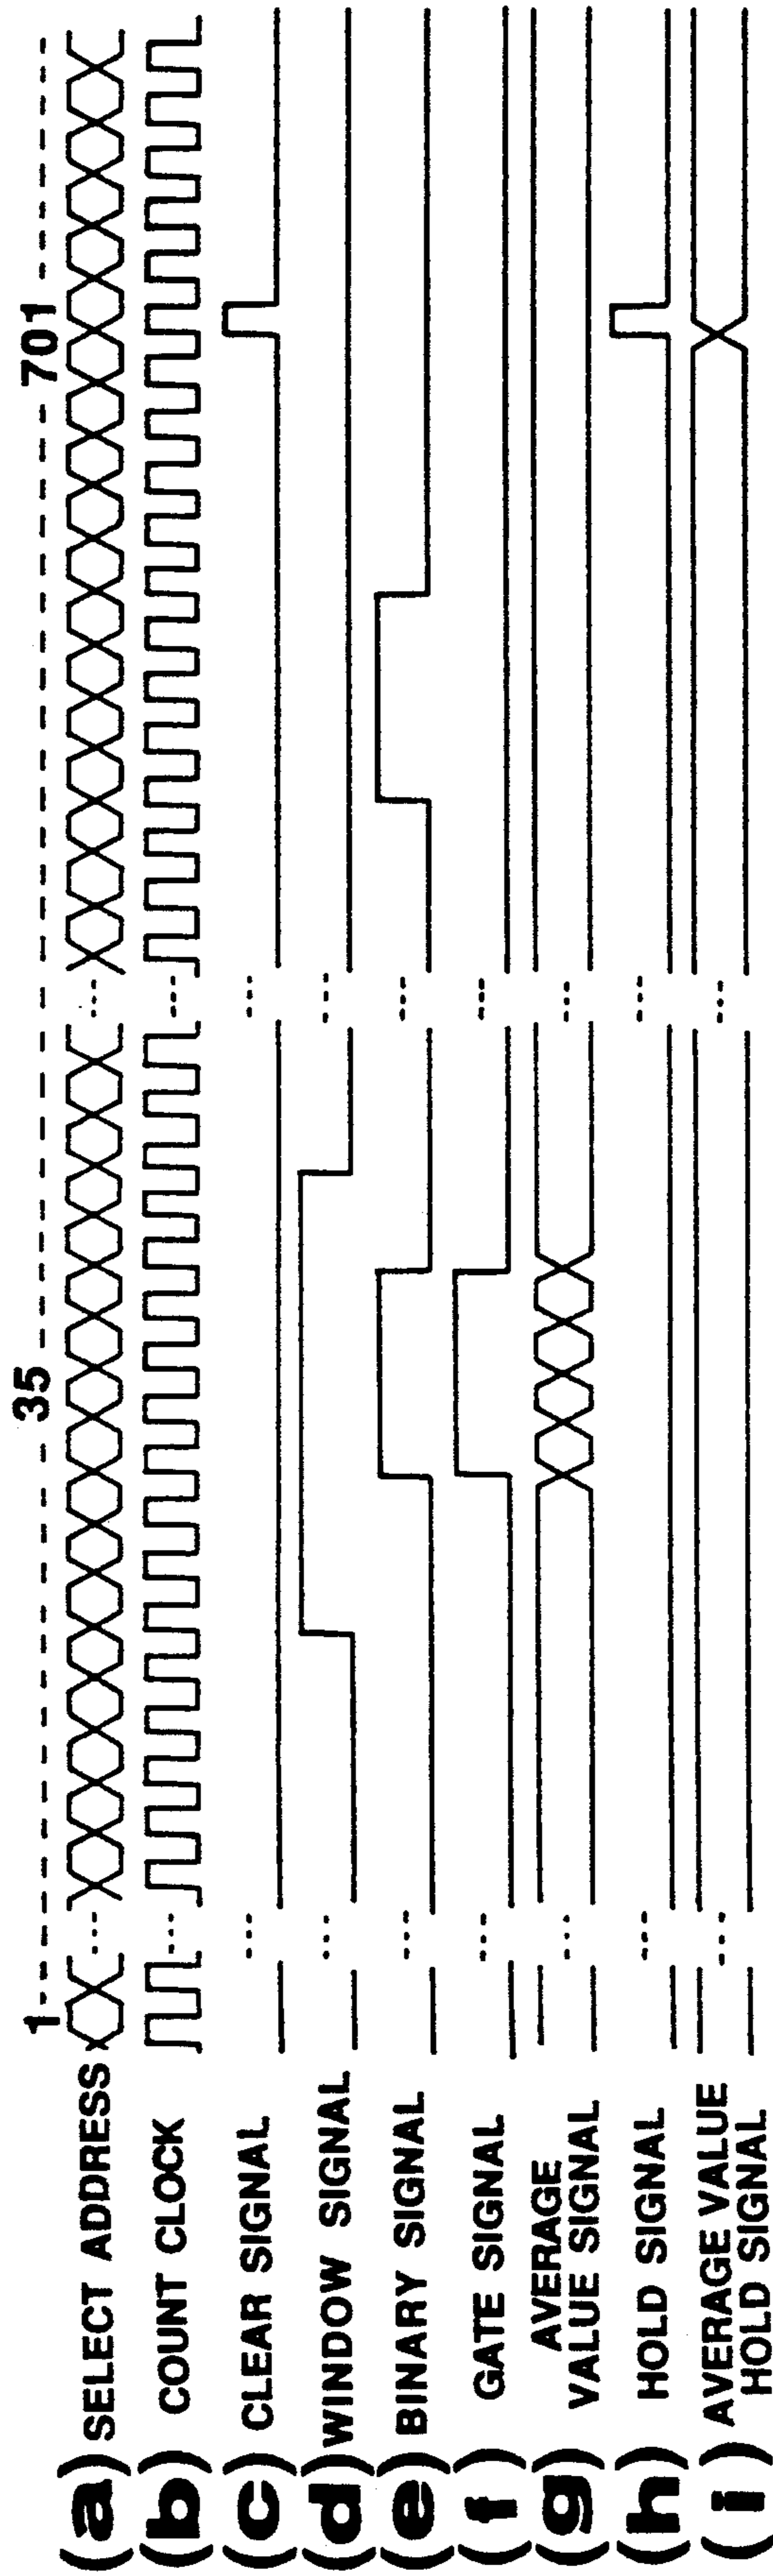 1 35 701
(a) SELECT ADDRESS
(b) COUNT CLOCK
(c) CLEAR SIGNAL
(d) WINDOW SIGNAL
(e) BINARY SIGNAL
(f) GATE SIGNAL
(g) AVERAGE
VALUE SIGNAL
(h) HOLD SIGNAL
(i) AVERAGE VALUE
HOLD SIGNAL